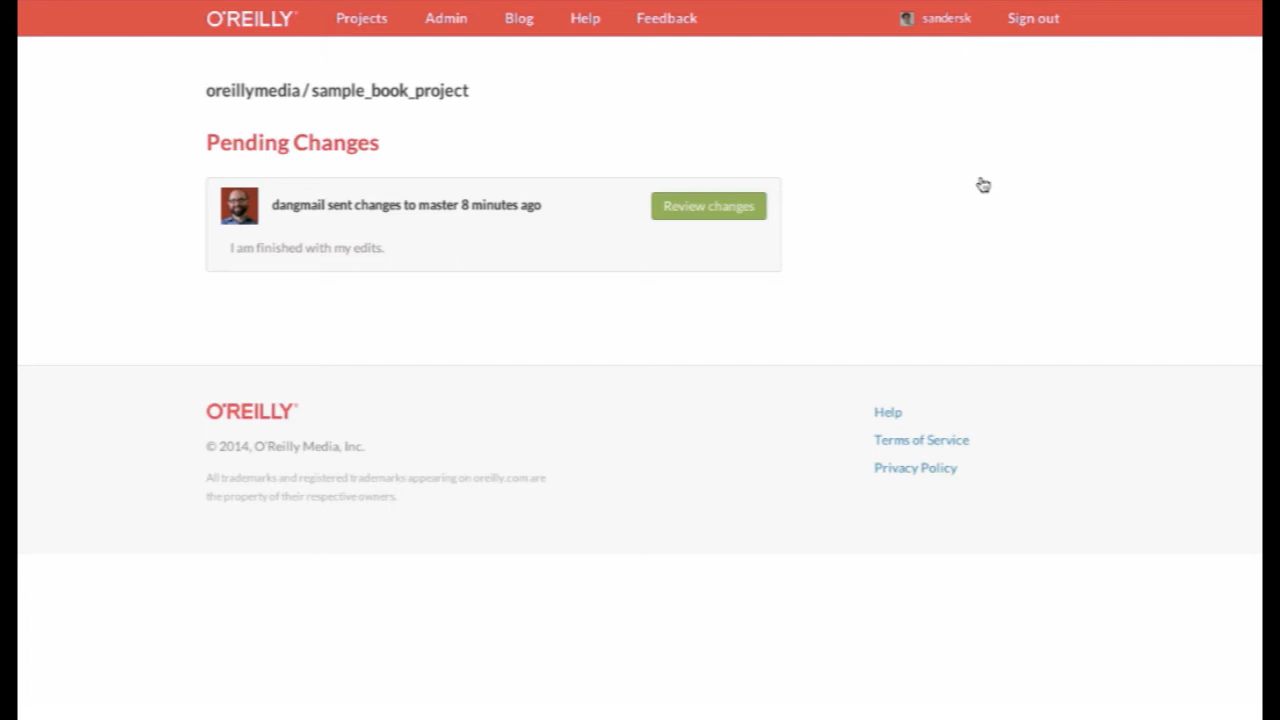 O'REILLY Projects Admin Blog Help Feedback sandersk Sign out
oreillymedia / sample_book_project
Pending Changes
dangmail sent changes to master 8 minutes ago Review changes
I am finished with my edits.
O'REILLY
© 2014, O'Reilly Media, Inc.
All trademarks and registered trademarks appearing on oreilly.com are
the property of their respective owners.
Help
Terms of Service
Privacy Policy